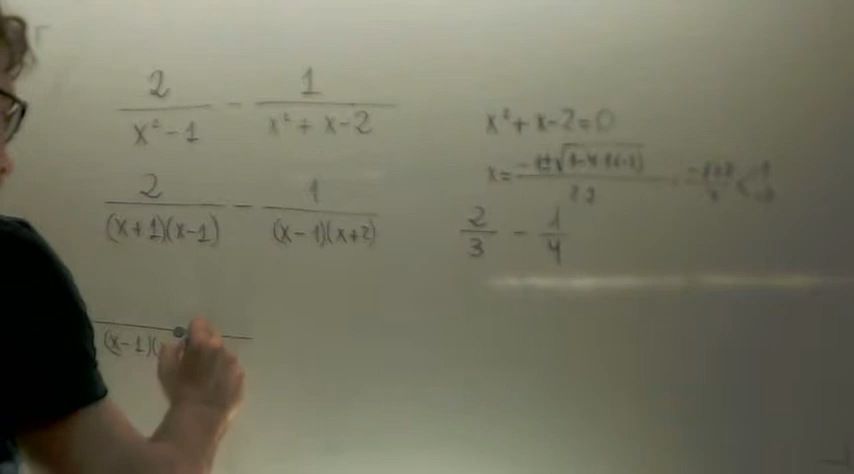 2/(x²-1) - 1/(x²+x-2)
2/((x+1)(x-1)) - 1/((x-1)(x+2))
(x-1)(
x²+x-2=0
x=
2/3 - 1/4